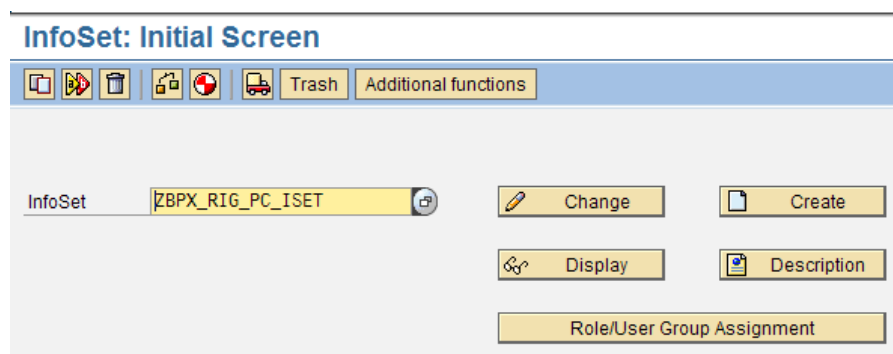 InfoSet: Initial Screen
Trash Additional functions
InfoSet ZBPX_RIG_PC_ISET Change Create
Display Description
Role/User Group Assignment